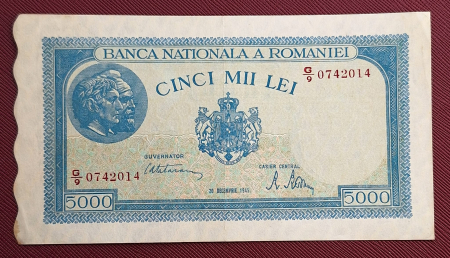 BANCA NATIONALA A ROMANIEI
CINCI MII LEI
G/9 0742014
GUVERNATOR
CASIER CENTRAL
G/9 0742014
5000
5000